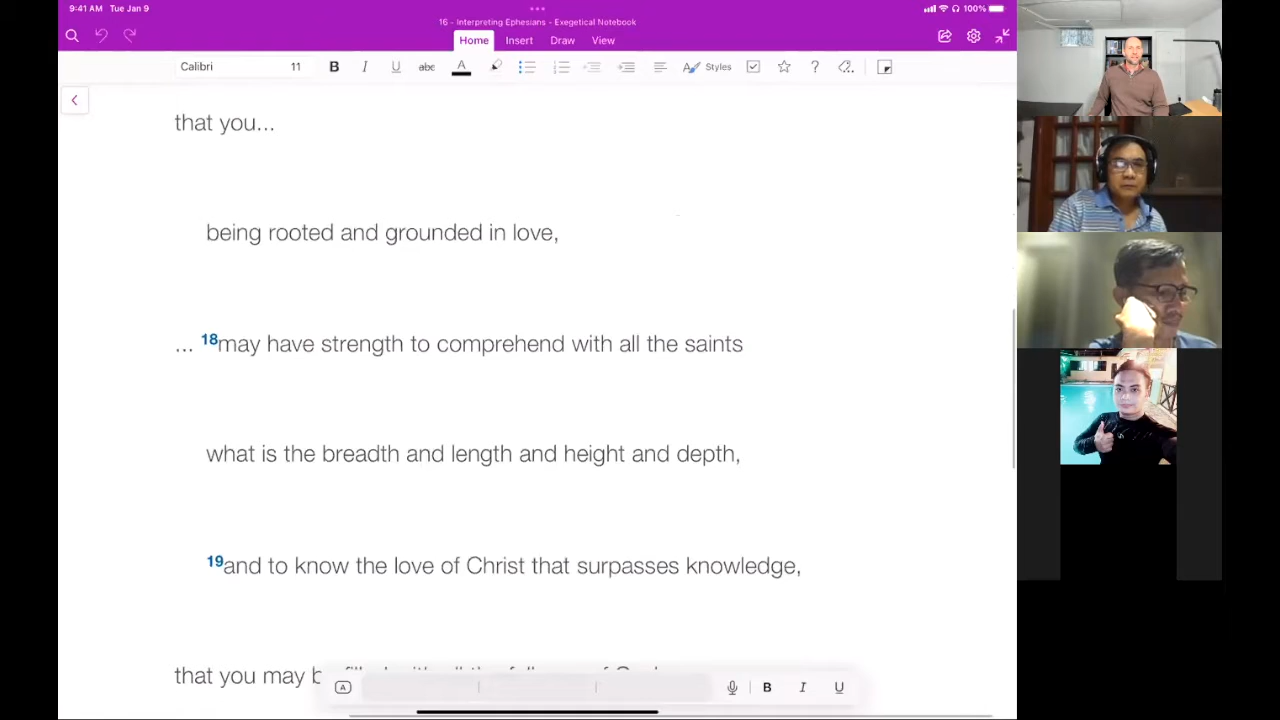 9:41 AM Tue Jan 9
100%
16 - Interpreting Ephesians - Exegetical Notebook
Home Insert Draw View
Calibri 11 B I U abc A Styles ?
that you...
being rooted and grounded in love,
... 18may have strength to comprehend with all the saints
what is the breadth and length and height and depth,
19and to know the love of Christ that surpasses knowledge,
that you may
A B I U